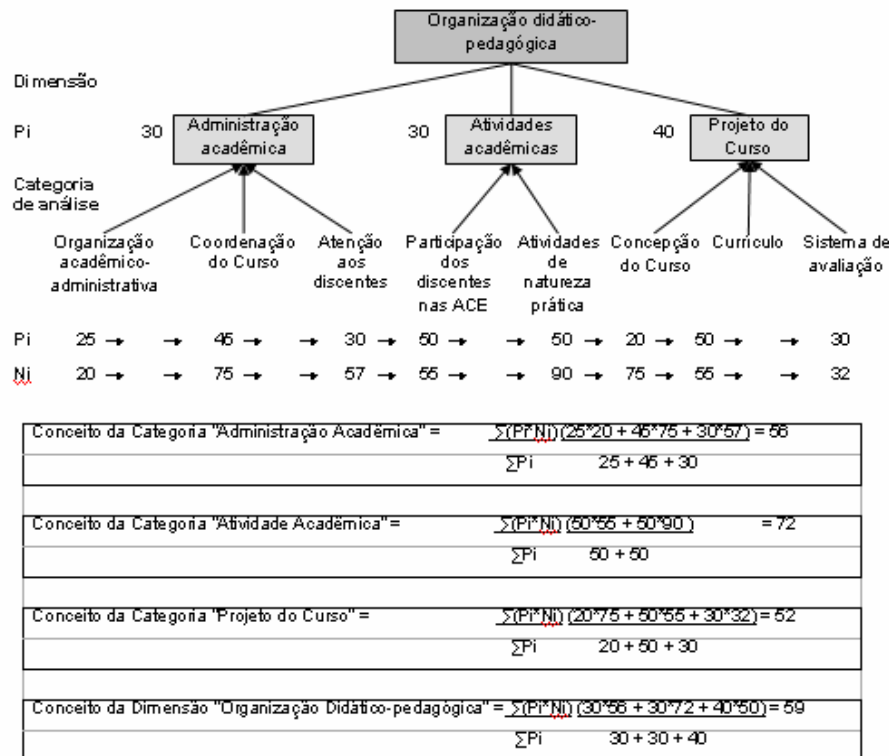 Organização didático-
pedagógica
Dimensão
Pi 30 Administração acadêmica 30 Atividades acadêmicas 40 Projeto do Curso
Categoria
de análise
Organização acadêmico-administrativa
Coordenação do Curso
Atenção aos discentes
Participação dos discentes nas ACE
Atividades de natureza prática
Concepção do Curso
Currículo
Sistema de avaliação
Pi 25 → → 45 → → 30 → 50 → → 50 → 20 → 50 → → 30
Ni 20 → → 75 → → 57 → 55 → → 90 → 75 → 55 → → 32
Conceito da Categoria "Administração Acadêmica" = ∑(Pi*Ni) (25*20 + 45*75 + 30*57) = 56
∑Pi 25 + 45 + 30
Conceito da Categoria "Atividade Acadêmica" = ∑(Pi*Ni) (50*55 + 50*90 ) = 72
∑Pi 50 + 50
Conceito da Categoria "Projeto do Curso" = ∑(Pi*Ni) (20*75 + 50*55 + 30*32) = 52
∑Pi 20 + 50 + 30
Conceito da Dimensão "Organização Didático-pedagógica" = ∑(Pi*Ni) (30*56 + 30*72 + 40*50) = 59
∑Pi 30 + 30 + 40